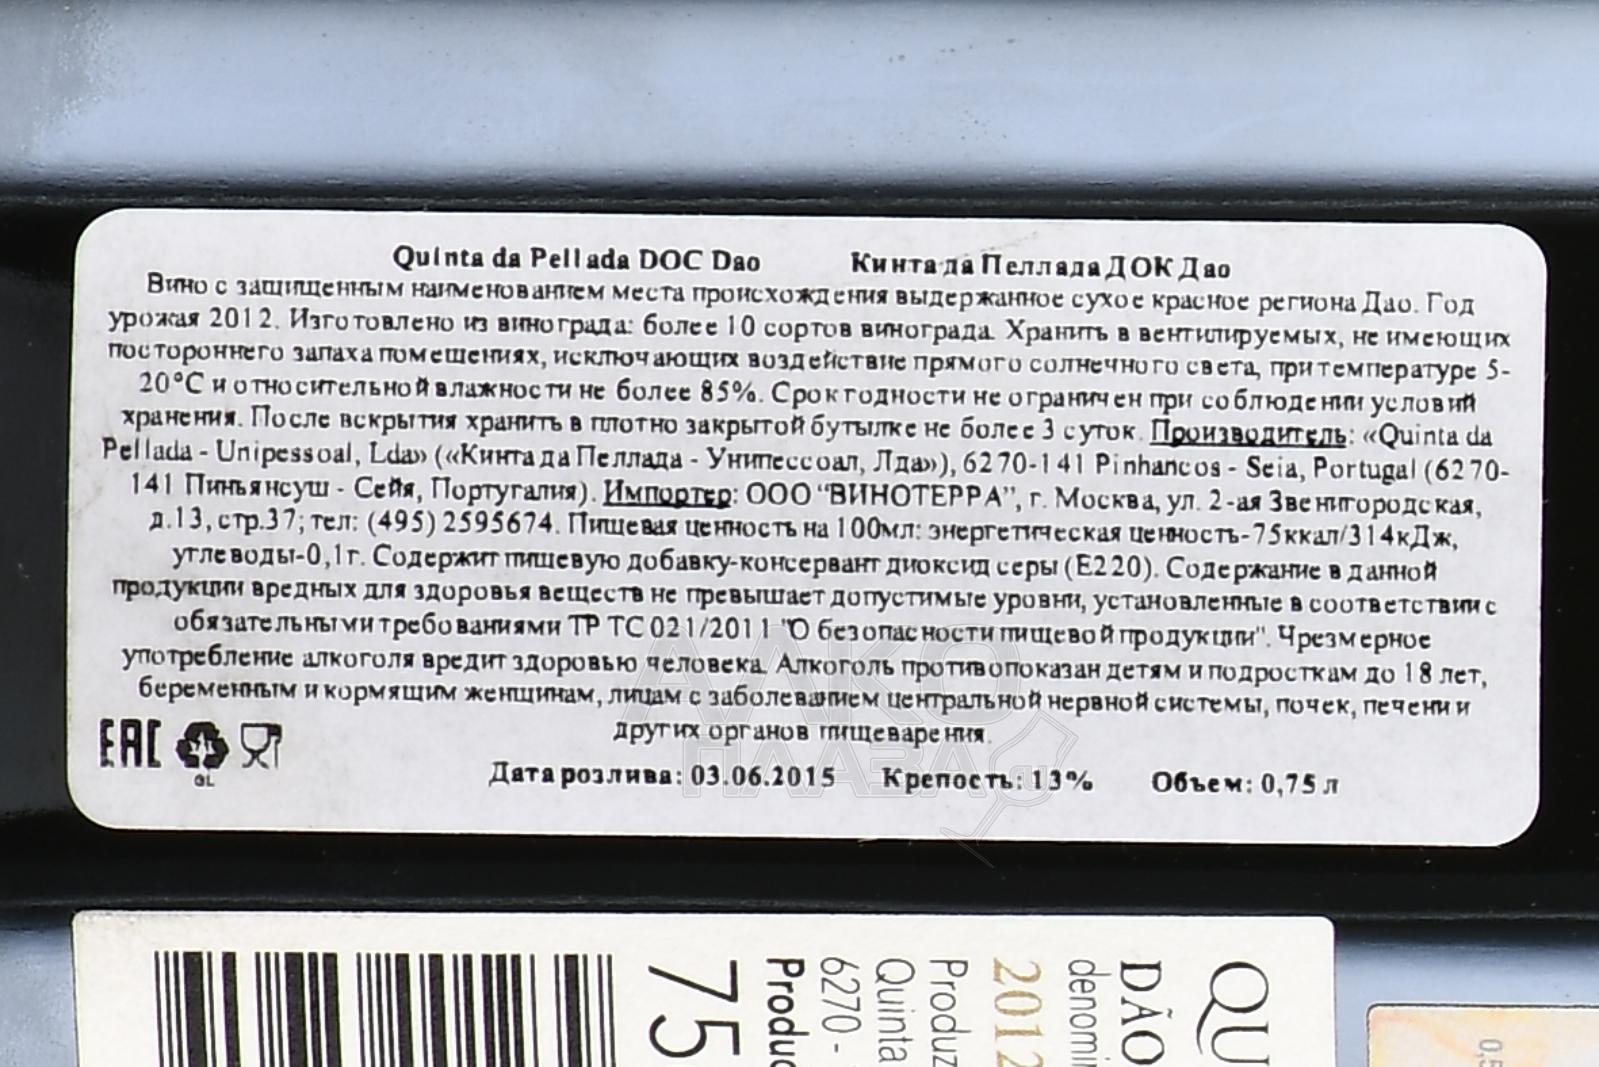 Quinta da Pellada DOC Dao Кинта да Пеллада ДОК Дао
Вино с защищенным наименованием места происхождения выдержанное сухое красное региона Дао. Год
урожая 2012. Изготовлено из винограда: более 10 сортов винограда. Хранить в вентилируемых, не имеющих
постороннего запаха помещениях, исключающих воздействие прямого солнечного света, при температуре 5-
20°С и относительной влажности не более 85%. Срок годности не ограничен при соблюдении условий
хранения. После вскрытия хранить в плотно закрытой бутылке не более 3 суток. Производитель: «Quinta da
Pellada - Unipessoal, Lda» («Кинта да Пеллада - Унипессоал, Лда»), 6270-141 Pinhancos - Seia, Portugal (6270-
141 Пиньянсуш - Сейя, Португалия). Импортер: ООО "ВИНОТЕРРА", г. Москва, ул. 2-ая Звенигородская,
д.13, стр.37; тел: (495) 2595674. Пищевая ценность на 100мл: энергетическая ценность-75ккал/314кДж,
углеводы-0,1г. Содержит пищевую добавку-консервант диоксид серы (Е220). Содержание в данной
продукции вредных для здоровья веществ не превышает допустимые уровни, установленные в соответствии с
обязательными требованиями ТР ТС 021/2011 "О безопасности пищевой продукции". Чрезмерное
употребление алкоголя вредит здоровью человека. Алкоголь противопоказан детям и подросткам до 18 лет,
беременным и кормящим женщинам, лицам с заболеванием центральной нервной системы, почек, печени и
других органов пищеварения.
EAC
GL
Дата розлива: 03.06.2015 Крепость: 13% Объем: 0,75 л
АЛКО
ПЛАЗА ru
QU
DÃO
denomin
2012
Produz
Quinta
6270 -
Produc
75
0,5